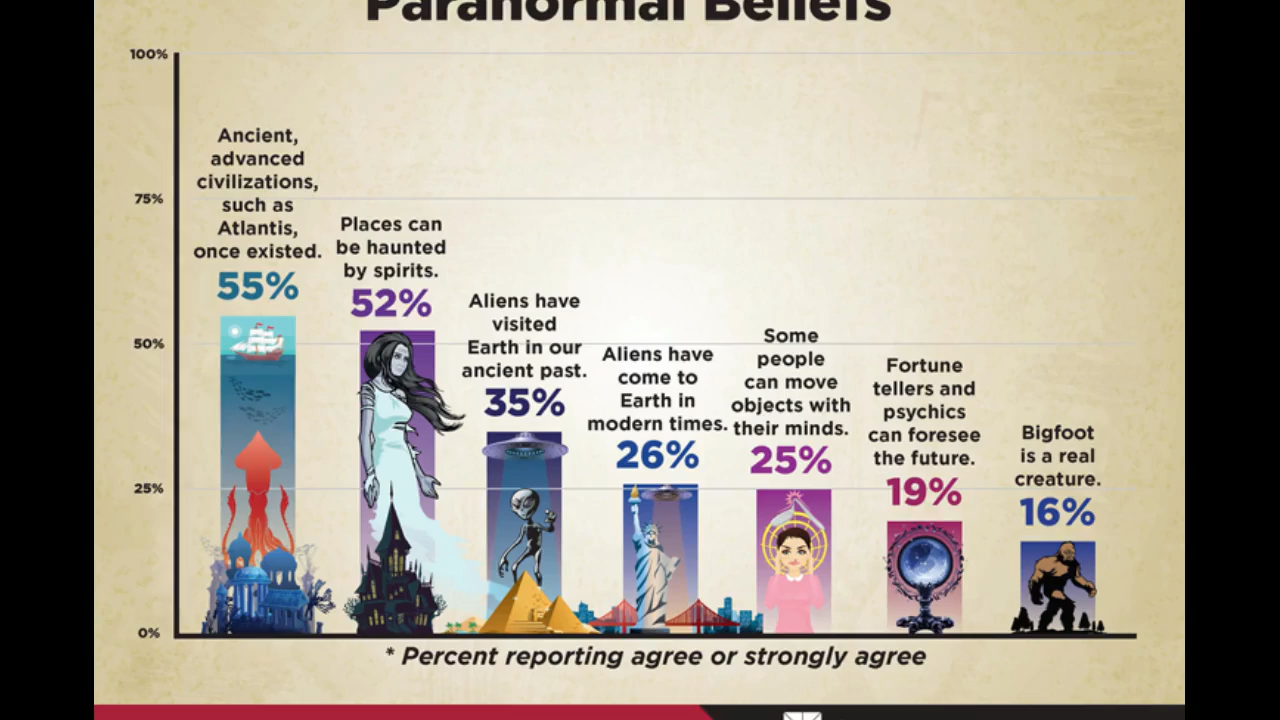 Paranormal Beliefs
100%
75%
50%
25%
0%
Ancient,
advanced
civilizations,
such as
Atlantis,
once existed.
55%
Places can
be haunted
by spirits.
52%
Aliens have
visited
Earth in our
ancient past.
35%
Aliens have
come to
Earth in
modern times.
26%
Some
people
can move
objects with
their minds.
25%
Fortune
tellers and
psychics
can foresee
the future.
19%
Bigfoot
is a real
creature.
16%
* Percent reporting agree or strongly agree